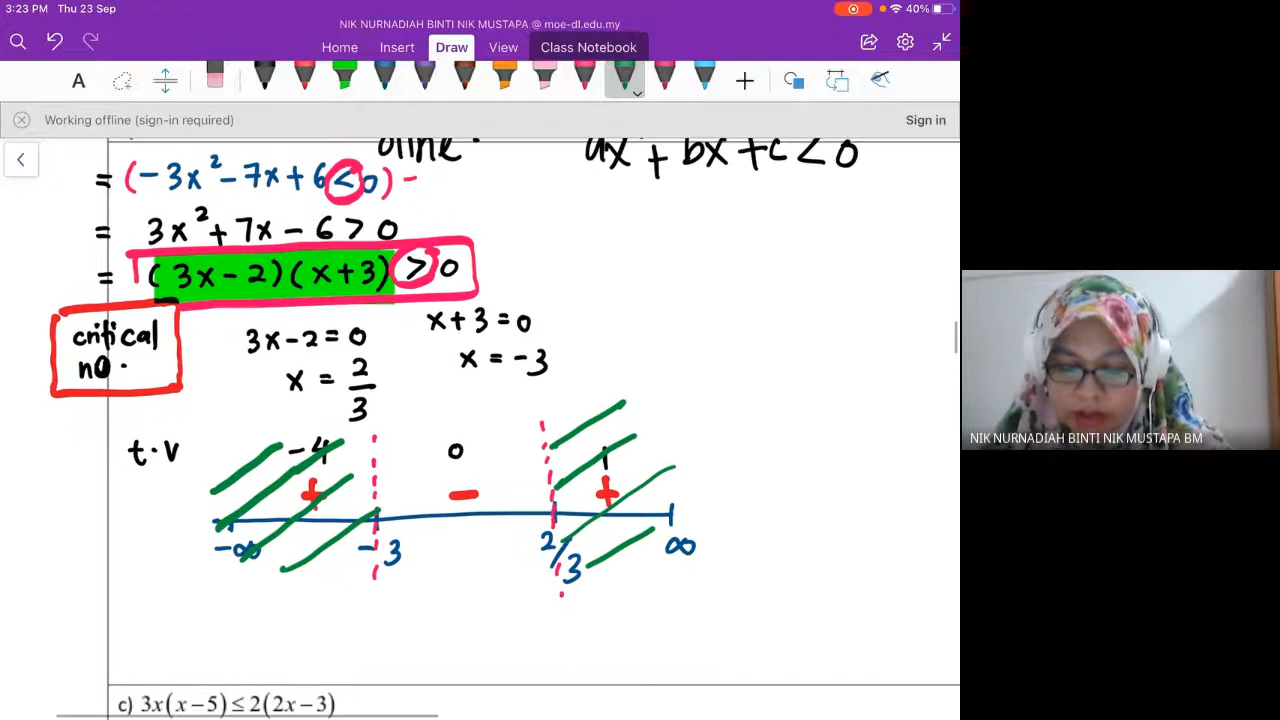 3:23 PM Thu 23 Sep
40%
NIK NURNADIAH BINTI NIK MUSTAPA @ moe-dl.edu.my
Home Insert Draw View Class Notebook
A
Working offline (sign-in required) Sign in
ax² + bx + c < 0
= (-3x² - 7x + 6 < 0) -
= 3x² + 7x - 6 > 0
= (3x - 2)(x + 3) > 0
critical
no.
3x - 2 = 0 x + 3 = 0
x = 2/3 x = -3
t.v -4 0 1
+ - +
-∞ -3 2/3 ∞
c) 3x(x-5) ≤ 2(2x-3)
NIK NURNADIAH BINTI NIK MUSTAPA BM